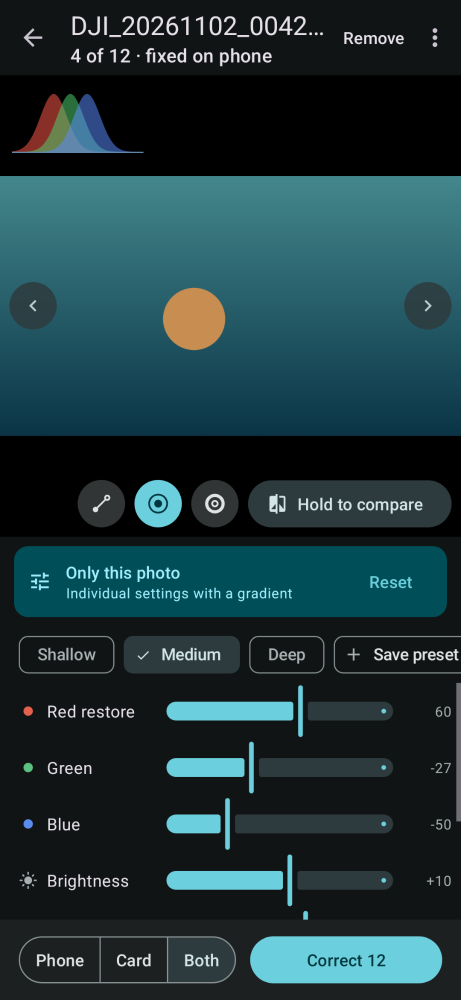 DJI_20261102_0042...
Remove
4 of 12 · fixed on phone
Hold to compare
Only this photo
Individual settings with a gradient
Reset
Shallow
Medium
Deep
Save preset
Red restore
60
Green
-27
Blue
-50
Brightness
+10
Phone
Card
Both
Correct 12